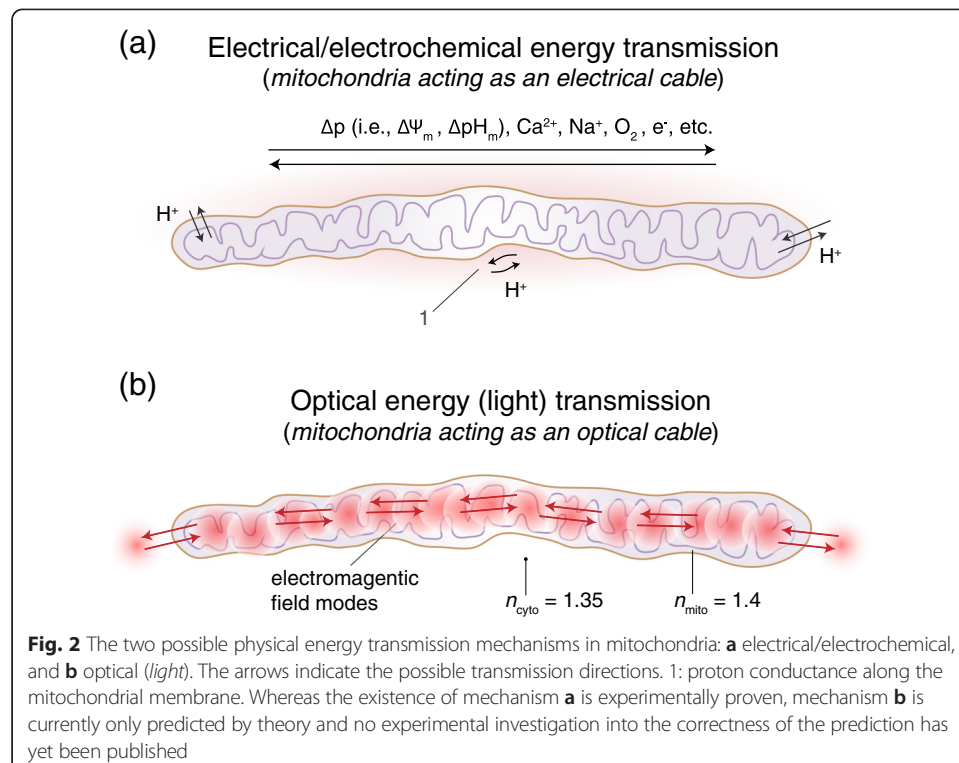 (a)
Electrical/electrochemical energy transmission
(mitochondria acting as an electrical cable)
Δp (i.e., ΔΨm, ΔpHm), Ca²⁺, Na⁺, O₂, e⁻, etc.
H⁺
H⁺
H⁺
1
(b)
Optical energy (light) transmission
(mitochondria acting as an optical cable)
electromagentic
field modes
ncyto = 1.35
nmito = 1.4
Fig. 2 The two possible physical energy transmission mechanisms in mitochondria: a electrical/electrochemical,
and b optical (light). The arrows indicate the possible transmission directions. 1: proton conductance along the
mitochondrial membrane. Whereas the existence of mechanism a is experimentally proven, mechanism b is
currently only predicted by theory and no experimental investigation into the correctness of the prediction has
yet been published